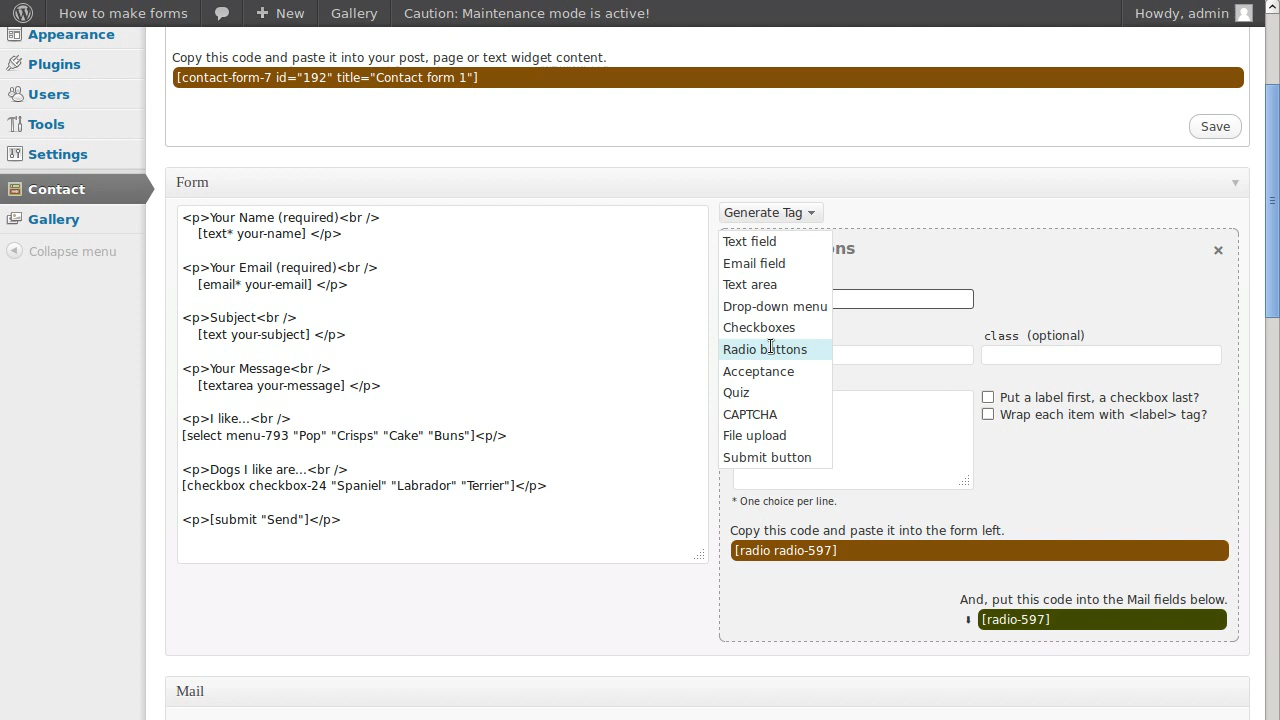 How to make forms
New
Gallery
Caution: Maintenance mode is active!
Howdy, admin
Appearance
Plugins
Users
Tools
Settings
Contact
Gallery
Collapse menu
Copy this code and paste it into your post, page or text widget content.
[contact-form-7 id="192" title="Contact form 1"]
Save
Form
<p>Your Name (required)<br />
[text* your-name] </p>
<p>Your Email (required)<br />
[email* your-email] </p>
<p>Subject<br />
[text your-subject] </p>
<p>Your Message<br />
[textarea your-message] </p>
<p>I like...<br />
[select menu-793 "Pop" "Crisps" "Cake" "Buns"]<p/>
<p>Dogs I like are...<br />
[checkbox checkbox-24 "Spaniel" "Labrador" "Terrier"]</p>
<p>[submit "Send"]</p>
Generate Tag
Text field
Email field
Text area
Drop-down menu
Checkboxes
Radio buttons
Acceptance
Quiz
CAPTCHA
File upload
Submit button
ons
×
class (optional)
Put a label first, a checkbox last?
Wrap each item with <label> tag?
* One choice per line.
Copy this code and paste it into the form left.
[radio radio-597]
And, put this code into the Mail fields below.
[radio-597]
Mail